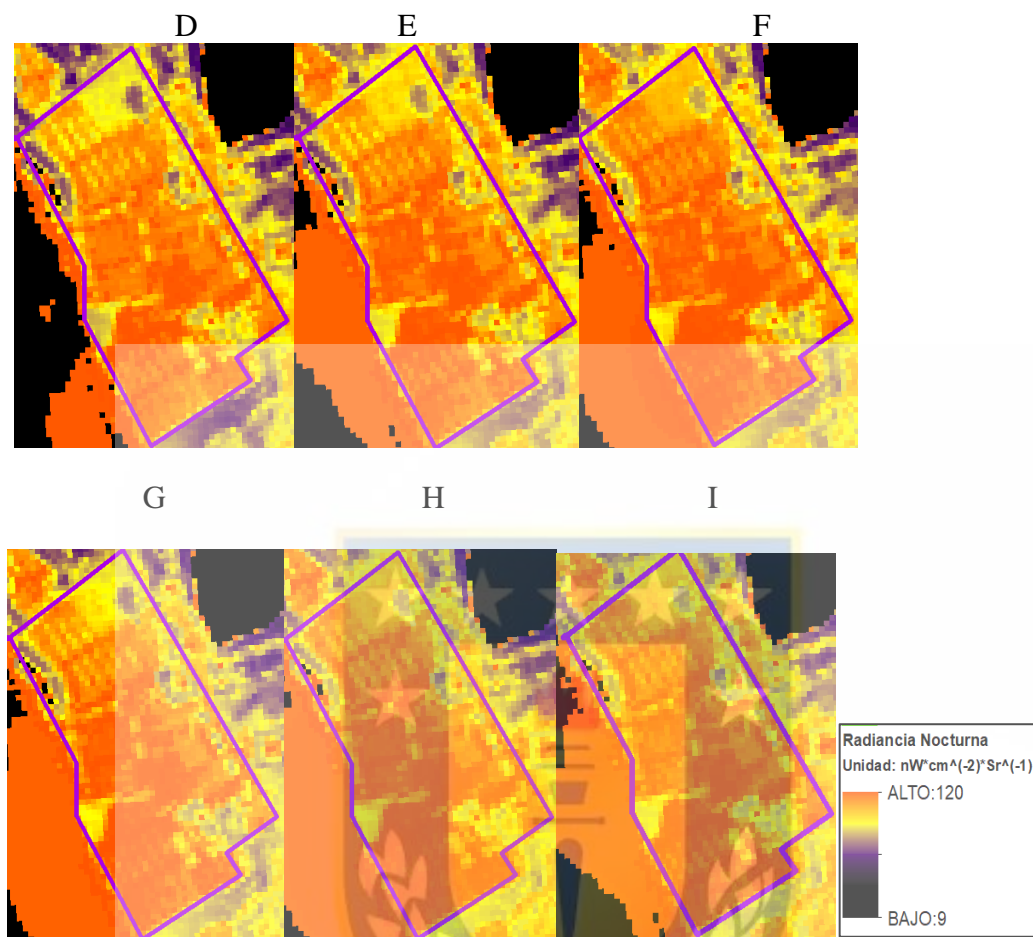 D E F
G H I
Radiancia Nocturna
Unidad: nW*cm^(-2)*Sr^(-1)
ALTO:120
BAJO:9